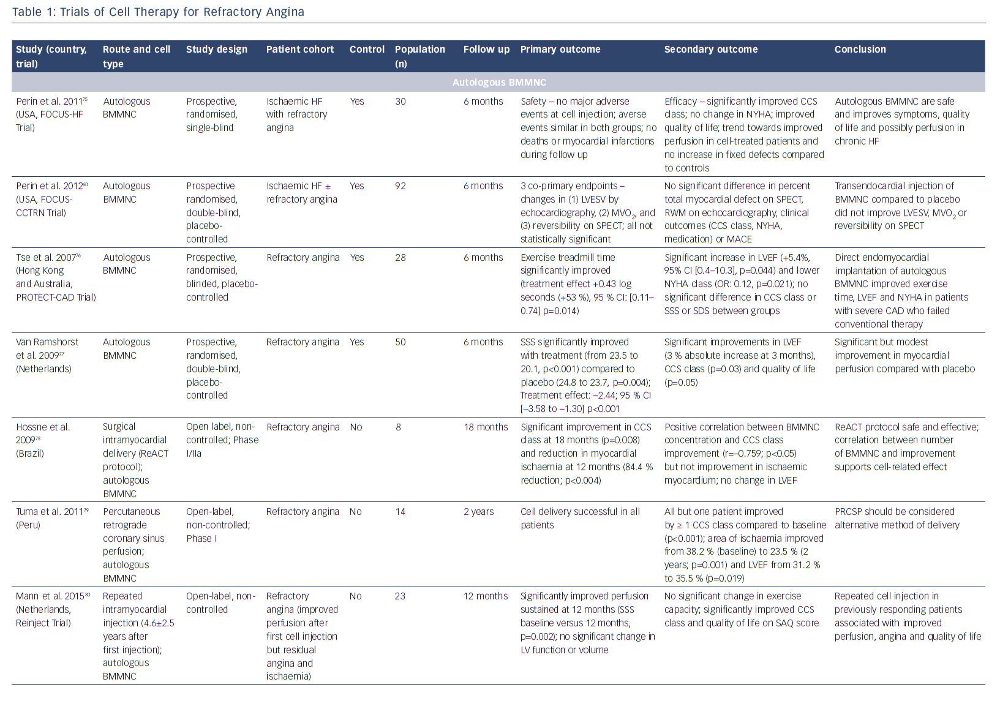 Table 1: Trials of Cell Therapy for Refractory Angina
Study (country,
trial)
Route and cell
type
Study design
Patient cohort
Control
Population
(n)
Follow up
Primary outcome
Secondary outcome
Conclusion
Autologous BMMNC
Perin et al. 2011⁷⁵
(USA, FOCUS-HF
Trial)
Autologous
BMMNC
Prospective,
randomised,
single-blind
Ischaemic HF
with refractory
angina
Yes
30
6 months
Safety – no major adverse
events at cell injection; averse
events similar in both groups; no
deaths or myocardial infarctions
during follow up
Efficacy – significantly improved CCS
class; no change in NYHA; improved
quality of life; trend towards improved
perfusion in cell-treated patients and
no increase in fixed defects compared
to controls
Autologous BMMNC are safe
and improves symptoms, quality
of life and possibly perfusion in
chronic HF
Perin et al. 2012⁶⁰
(USA, FOCUS-
CCTRN Trial)
Autologous
BMMNC
Prospective
randomised,
double-blind,
placebo-
controlled
Ischaemic HF ±
refractory angina
Yes
92
6 months
3 co-primary endpoints –
changes in (1) LVESV by
echocardiography, (2) MVO₂, and
(3) reversibility on SPECT; all not
statistically significant
No significant difference in percent
total myocardial defect on SPECT,
RWM on echocardiography, clinical
outcomes (CCS class, NYHA,
medication) or MACE
Transendocardial injection of
BMMNC compared to placebo
did not improve LVESV, MVO₂ or
reversibility on SPECT
Tse et al. 2007⁷⁶
(Hong Kong
and Australia,
PROTECT-CAD Trial)
Autologous
BMMNC
Prospective,
randomised,
blinded, placebo-
controlled
Refractory angina
Yes
28
6 months
Exercise treadmill time
significantly improved
(treatment effect +0.43 log
seconds (+53 %), 95 % CI: [0.11–
0.74] p=0.014)
Significant increase in LVEF (+5.4%,
95% CI [0.4–10.3], p=0.044) and lower
NYHA class (OR: 0.12, p=0.021); no
significant difference in CCS class or
SSS or SDS between groups
Direct endomyocardial
implantation of autologous
BMMNC improved exercise
time, LVEF and NYHA in patients
with severe CAD who failed
conventional therapy
Van Ramshorst
et al. 2009⁷⁷
(Netherlands)
Autologous
BMMNC
Prospective,
randomised,
double-blind,
placebo-
controlled
Refractory angina
Yes
50
6 months
SSS significantly improved
with treatment (from 23.5 to
20.1, p<0.001) compared to
placebo (24.8 to 23.7, p=0.004);
Treatment effect: –2.44; 95 % CI
[–3.58 to –1.30] p<0.001
Significant improvements in LVEF
(3 % absolute increase at 3 months),
CCS class (p=0.03) and quality of life
(p=0.05)
Significant but modest
improvement in myocardial
perfusion compared with placebo
Hossne et al.
2009⁷⁸
(Brazil)
Surgical
intramyocardial
delivery (ReACT
protocol);
autologous
BMMNC
Open label, non-
controlled; Phase
I/IIa
Refractory angina
No
8
18 months
Significant improvement in CCS
class at 18 months (p=0.008)
and reduction in myocardial
ischaemia at 12 months (84.4 %
reduction; p<0.004)
Positive correlation between BMMNC
concentration and CCS class
improvement (r=–0.759; p<0.05)
but not improvement in ischaemic
myocardium; no change in LVEF
ReACT protocol safe and effective;
correlation between number
of BMMNC and improvement
supports cell-related effect
Tuma et al. 2011⁷⁹
(Peru)
Percutaneous
retrograde
coronary sinus
perfusion;
autologous
BMMNC
Open-label,
non-controlled;
Phase I
Refractory angina
No
14
2 years
Cell delivery successful in all
patients
All but one patient improved
by ≥ 1 CCS class compared to baseline
(p<0.001); area of ischaemia improved
from 38.2 % (baseline) to 23.5 % (2
years; p=0.001) and LVEF from 31.2 %
to 35.5 % (p=0.019)
PRCSP should be considered
alternative method of delivery
Mann et al. 2015⁸⁰
(Netherlands,
Reinject Trial)
Repeated
intramyocardial
injection (4.6±2.5
years after
first injection);
autologous
BMMNC
Open-label, non-
controlled
Refractory
angina (improved
perfusion after
first cell injection
but residual
angina and
ischaemia)
No
23
12 months
Significantly improved perfusion
sustained at 12 months (SSS
baseline versus 12 months,
p=0.002); no significant change in
LV function or volume
No significant change in exercise
capacity; significantly improved CCS
class and quality of life on SAQ score
Repeated cell injection in
previously responding patients
associated with improved
perfusion, angina and quality of life